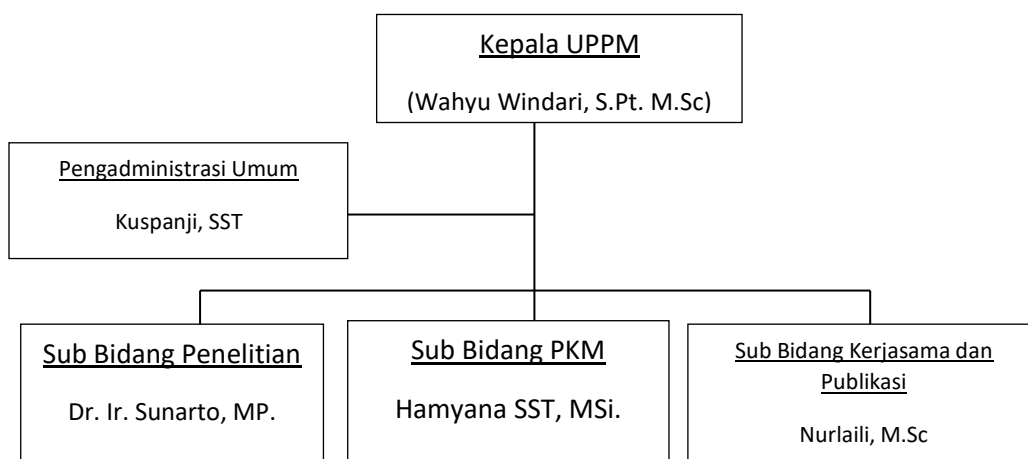 Kepala UPPM
(Wahyu Windari, S.Pt. M.Sc)
Pengadministrasi Umum
Kuspanji, SST
Sub Bidang Penelitian
Dr. Ir. Sunarto, MP.
Sub Bidang PKM
Hamyana SST, MSi.
Sub Bidang Kerjasama dan
Publikasi
Nurlaili, M.Sc